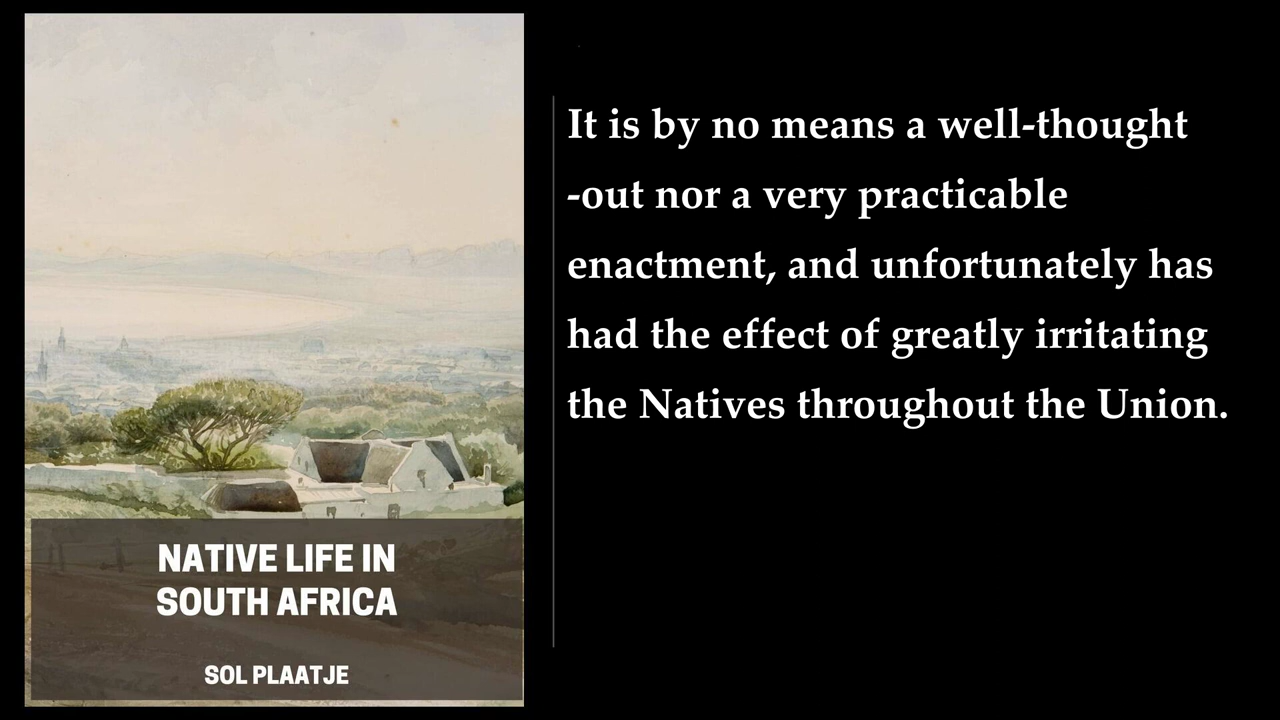 NATIVE LIFE IN
SOUTH AFRICA
SOL PLAATJE
It is by no means a well-thought
-out nor a very practicable
enactment, and unfortunately has
had the effect of greatly irritating
the Natives throughout the Union.